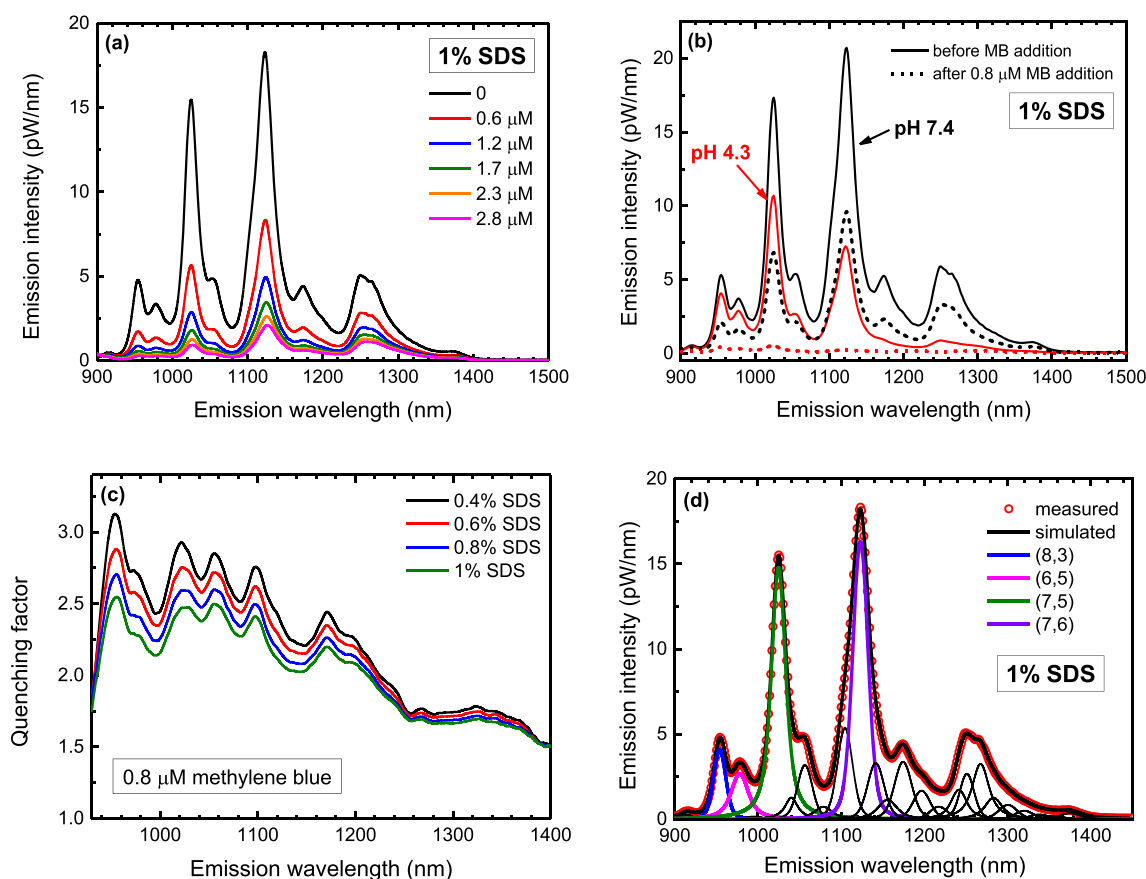 (a)
1% SDS
0
0.6 μM
1.2 μM
1.7 μM
2.3 μM
2.8 μM
20
15
10
5
0
Emission intensity (pW/nm)
900 1000 1100 1200 1300 1400 1500
Emission wavelength (nm)
(b)
before MB addition
after 0.8 μM MB addition
1% SDS
pH 7.4
pH 4.3
20
15
10
5
0
Emission intensity (pW/nm)
900 1000 1100 1200 1300 1400 1500
Emission wavelength (nm)
(c)
0.4% SDS
0.6% SDS
0.8% SDS
1% SDS
3.0
2.5
2.0
1.5
1.0
Quenching factor
0.8 μM methylene blue
1000 1100 1200 1300 1400
Emission wavelength (nm)
(d)
measured
simulated
(8,3)
(6,5)
(7,5)
(7,6)
1% SDS
20
15
10
5
0
Emission intensity (pW/nm)
900 1000 1100 1200 1300 1400
Emission wavelength (nm)